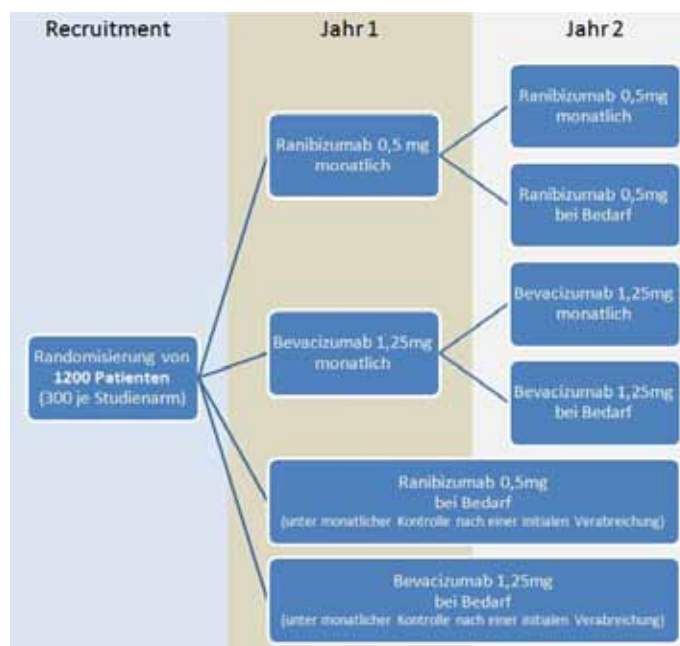 Recruitment
Jahr 1
Jahr 2
Randomisierung von
1200 Patienten
(300 je Studienarm)
Ranibizumab 0,5 mg
monatlich
Ranibizumab 0,5mg
monatlich
Ranibizumab 0,5mg
bei Bedarf
Bevacizumab 1,25mg
monatlich
Bevacizumab 1,25mg
monatlich
Bevacizumab 1,25mg
bei Bedarf
Ranibizumab 0,5mg
bei Bedarf
(unter monatlicher Kontrolle nach einer initialen Verabreichung)
Bevacizumab 1,25mg
bei Bedarf
(unter monatlicher Kontrolle nach einer initialen Verabreichung)